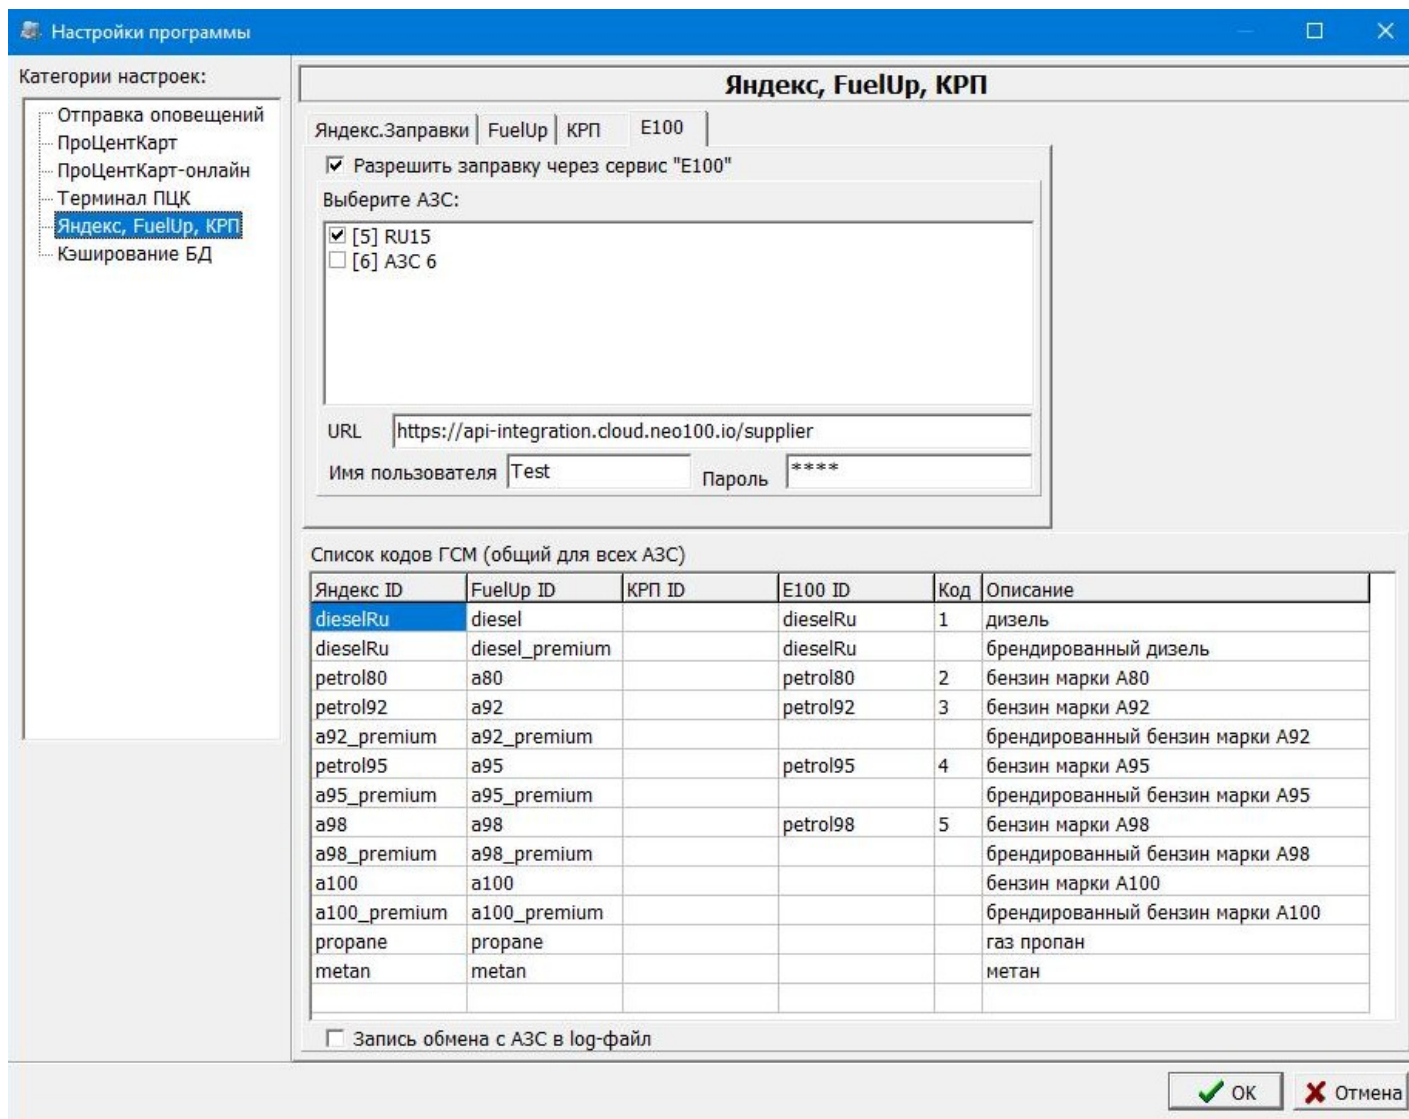 Настройки программы
Категории настроек:
Отправка оповещений
ПроЦентКарт
ПроЦентКарт-онлайн
Терминал ПЦК
Яндекс, FuelUp, КРП
Кэширование БД
Яндекс, FuelUp, КРП
Яндекс.Заправки FuelUp КРП E100
Разрешить заправку через сервис "E100"
Выберите АЗС:
[5] RU15
[6] АЗС 6
URL https://api-integration.cloud.neo100.io/supplier
Имя пользователя Test Пароль ****
Список кодов ГСМ (общий для всех АЗС)
Яндекс ID FuelUp ID КРП ID E100 ID Код Описание
dieselRu diesel dieselRu 1 дизель
dieselRu diesel_premium dieselRu брендированный дизель
petrol80 a80 petrol80 2 бензин марки А80
petrol92 a92 petrol92 3 бензин марки А92
a92_premium a92_premium брендированный бензин марки А92
petrol95 a95 petrol95 4 бензин марки А95
a95_premium a95_premium брендированный бензин марки А95
a98 a98 petrol98 5 бензин марки А98
a98_premium a98_premium брендированный бензин марки А98
a100 a100 бензин марки А100
a100_premium a100_premium брендированный бензин марки А100
propane propane газ пропан
metan metan метан
Запись обмена с АЗС в log-файл
ОК Отмена